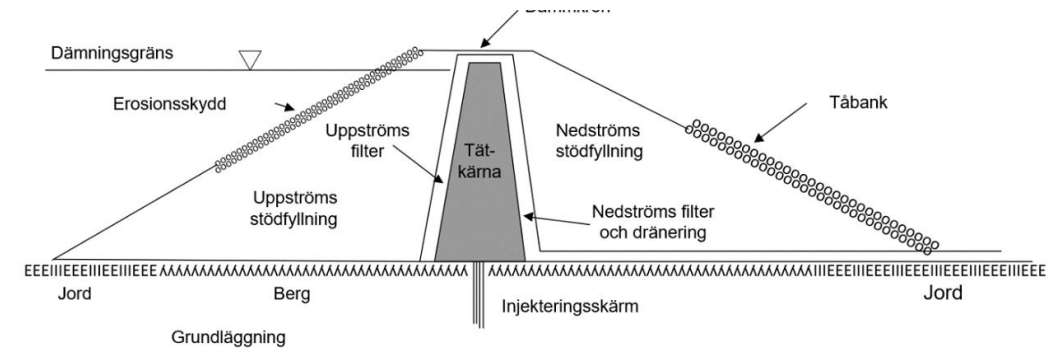 Dammkrön
Dämningsgräns
Erosionsskydd
Tåbank
Uppströms
filter
Nedströms
stödfyllning
Tät-
kärna
Uppströms
stödfyllning
Nedströms filter
och dränering
Jord
Berg
Injekteringsskärm
Jord
Grundläggning